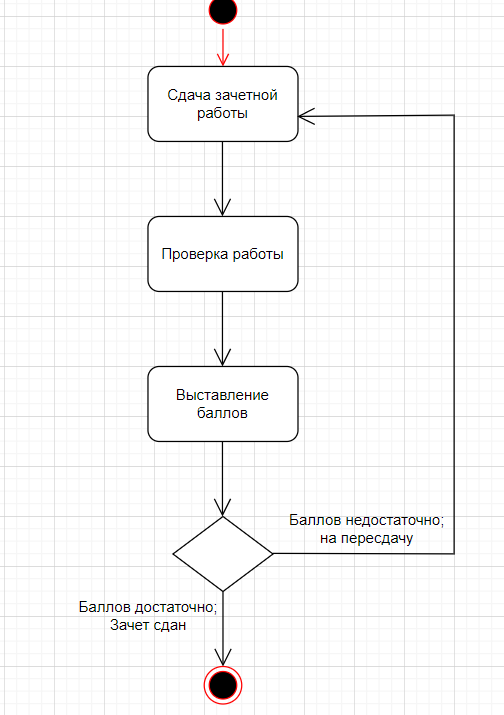 Сдача зачетной
работы
Проверка работы
Выставление
баллов
Баллов недостаточно;
на пересдачу
Баллов достаточно;
Зачет сдан